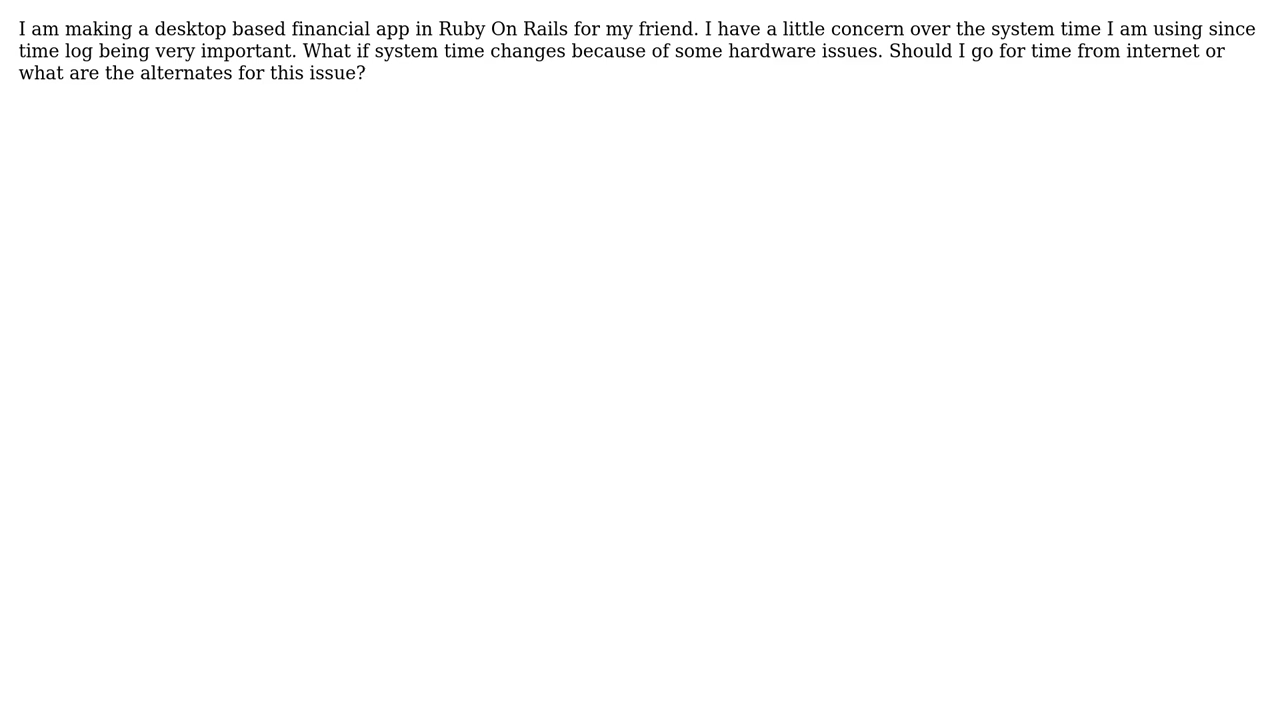 I am making a desktop based financial app in Ruby On Rails for my friend. I have a little concern over the system time I am using since
time log being very important. What if system time changes because of some hardware issues. Should I go for time from internet or
what are the alternates for this issue?